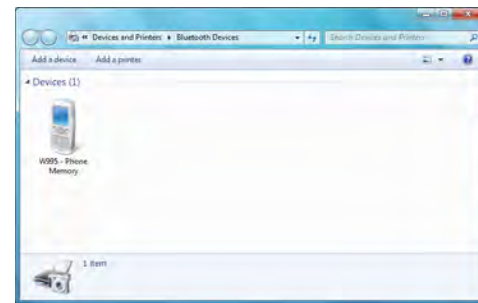 « Devices and Printers ▸ Bluetooth Devices
Search Devices and Printers
Add a device Add a printer
Devices (1)
W995 - Phone
Memory
1 item